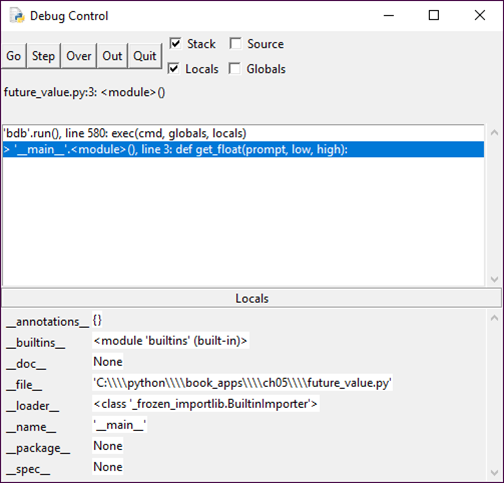 Debug Control
Go Step Over Out Quit Stack Source
Locals Globals
future_value.py:3: <module>()
'bdb'.run(), line 580: exec(cmd, globals, locals)
> '__main__'.<module>(), line 3: def get_float(prompt, low, high):
Locals
__annotations__ {}
__builtins__ <module 'builtins' (built-in)>
__doc__ None
__file__ 'C:\\\\python\\\\book_apps\\\\ch05\\\\future_value.py'
__loader__ <class '_frozen_importlib.BuiltinImporter'>
__name__ '__main__'
__package__ None
__spec__ None